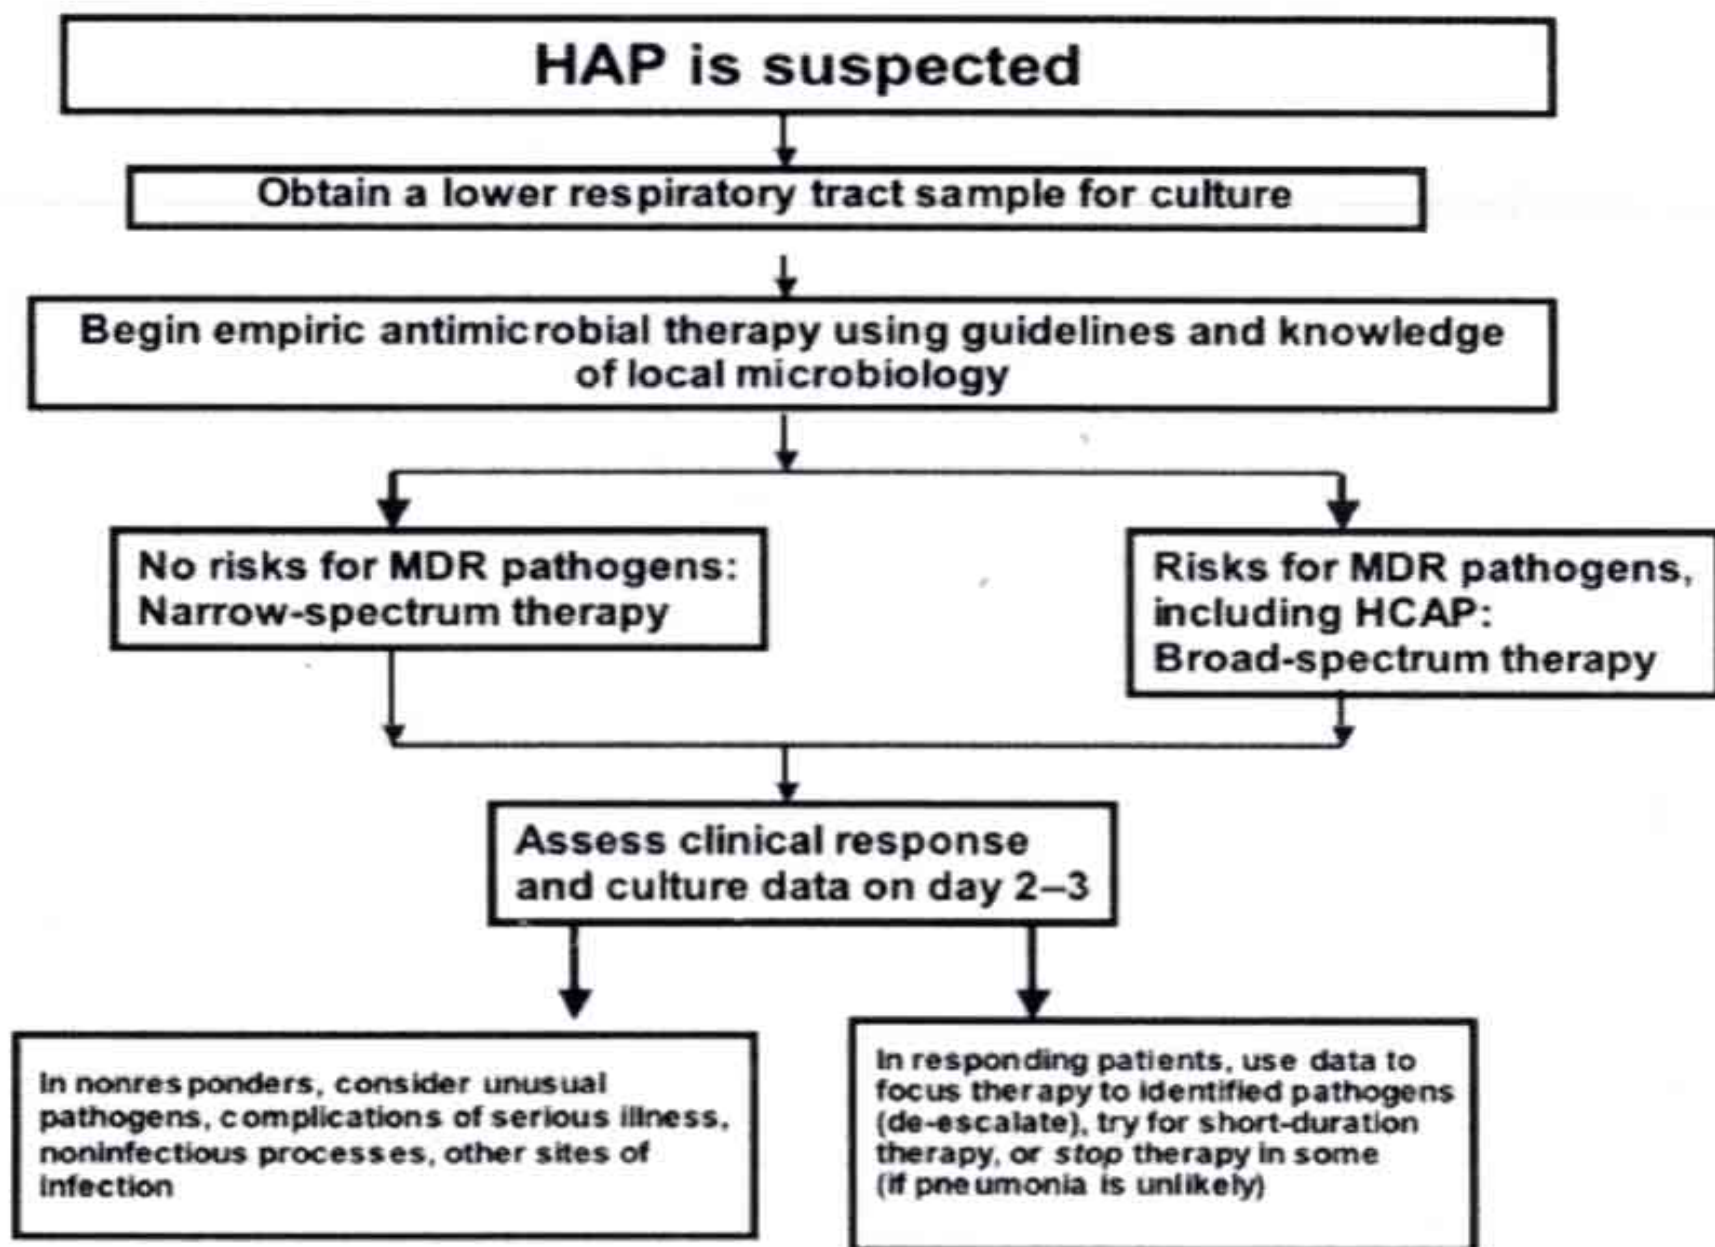 HAP is suspected
Obtain a lower respiratory tract sample for culture
Begin empiric antimicrobial therapy using guidelines and knowledge
of local microbiology
No risks for MDR pathogens:
Narrow-spectrum therapy
Risks for MDR pathogens,
including HCAP:
Broad-spectrum therapy
Assess clinical response
and culture data on day 2–3
In nonresponders, consider unusual
pathogens, complications of serious illness,
noninfectious processes, other sites of
infection
In responding patients, use data to
focus therapy to identified pathogens
(de-escalate), try for short-duration
therapy, or stop therapy in some
(if pneumonia is unlikely)